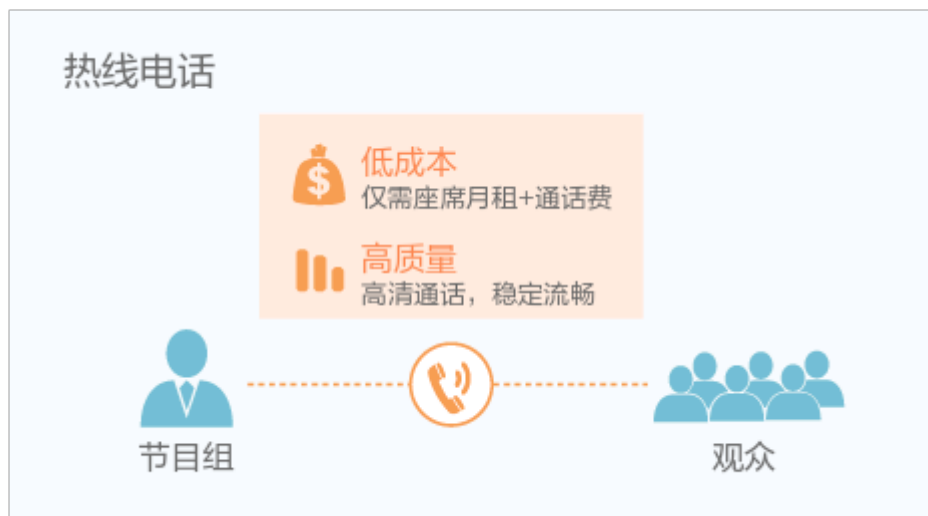 热线电话
低成本
仅需座席月租+通话费
高质量
高清通话，稳定流畅
节目组
观众